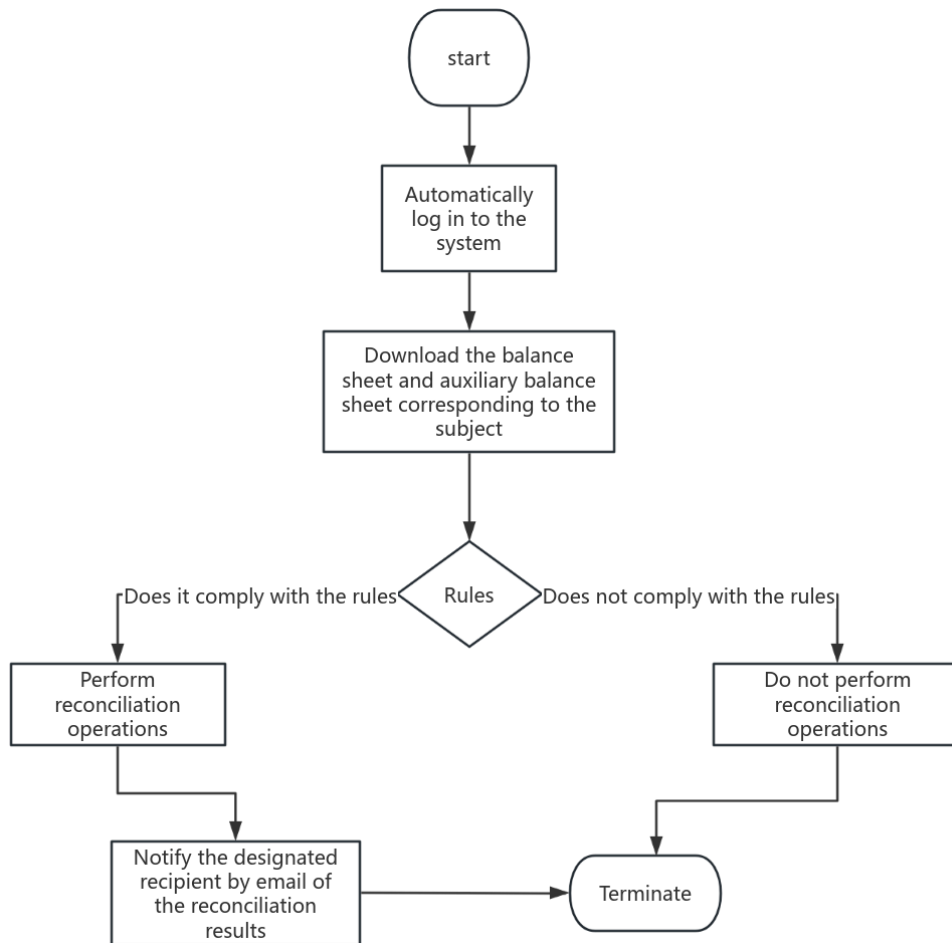 start
Automatically
log in to the
system
Download the balance
sheet and auxiliary balance
sheet corresponding to the
subject
Does it comply with the rules
Rules
Does not comply with the rules
Perform
reconciliation
operations
Do not perform
reconciliation
operations
Notify the designated
recipient by email of
the reconciliation
results
Terminate